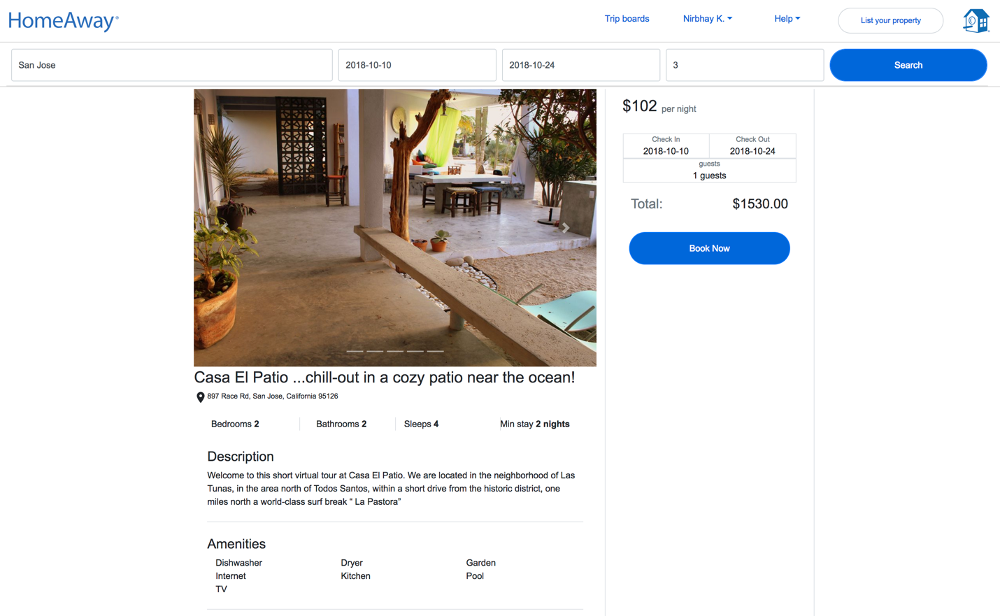 HomeAway®
Trip boards
Nirbhay K.
Help
List your property
San Jose
2018-10-10
2018-10-24
3
Search
$102 per night
Check In
Check Out
2018-10-10
2018-10-24
guests
1 guests
Total: $1530.00
Book Now
Casa El Patio ...chill-out in a cozy patio near the ocean!
897 Race Rd, San Jose, California 95126
Bedrooms 2
Bathrooms 2
Sleeps 4
Min stay 2 nights
Description
Welcome to this short virtual tour at Casa El Patio. We are located in the neighborhood of Las
Tunas, in the area north of Todos Santos, within a short drive from the historic district, one
miles north a world-class surf break “ La Pastora”
Amenities
Dishwasher
Dryer
Garden
Internet
Kitchen
Pool
TV